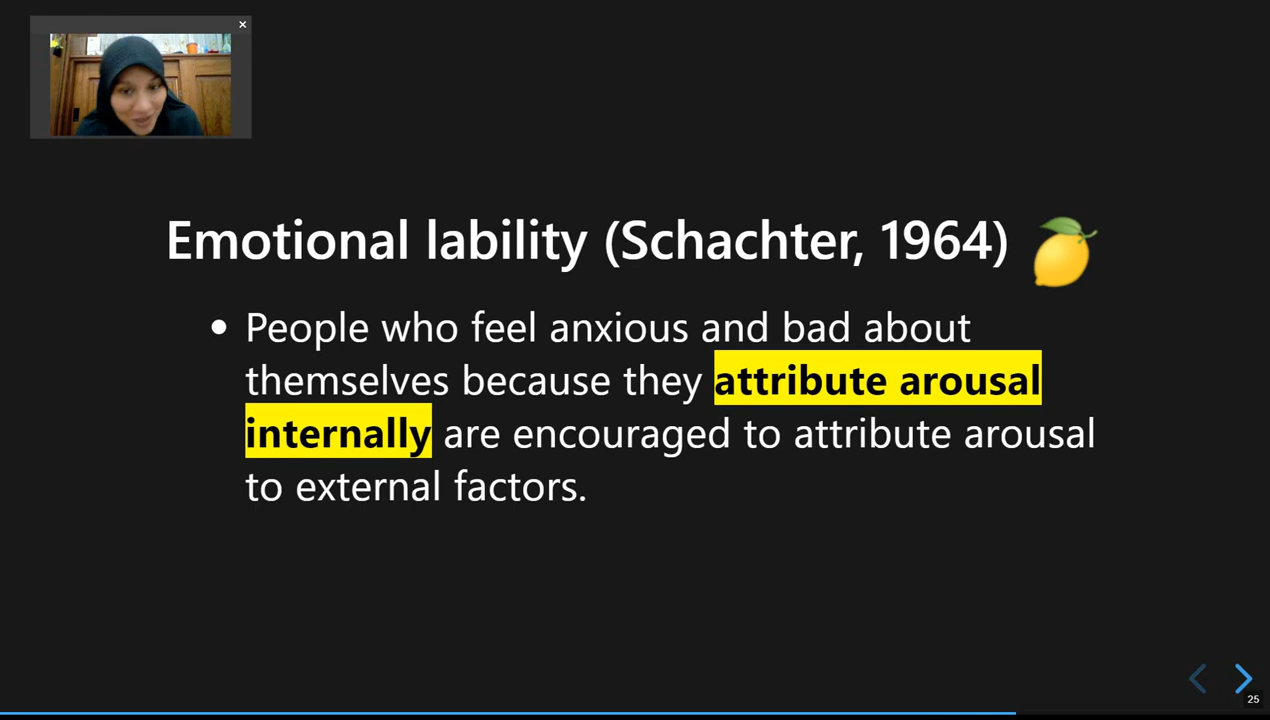 Emotional lability (Schachter, 1964)
• People who feel anxious and bad about
themselves because they attribute arousal
internally are encouraged to attribute arousal
to external factors.
25